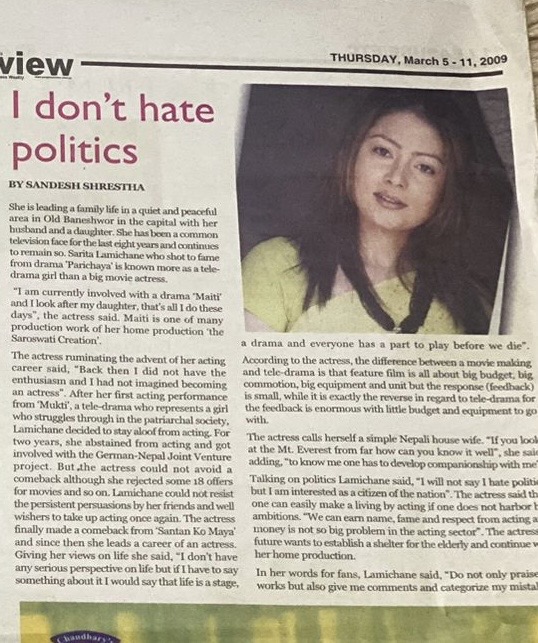 view
THURSDAY, March 5 - 11, 2009
I don't hate
politics
BY SANDESH SHRESTHA
She is leading a family life in a quiet and peaceful
area in Old Baneshwor in the capital with her
husband and a daughter. She has been a common
television face for the last eight years and continues
to remain so. Sarita Lamichane who shot to fame
from drama 'Parichaya' is known more as a tele-
drama girl than a big movie actress.
"I am currently involved with a drama 'Maiti'
and I look after my daughter, that's all I do these
days", the actress said. Maiti is one of many
production work of her home production 'the
Saroswati Creation'.
The actress ruminating the advent of her acting
career said, "Back then I did not have the
enthusiasm and I had not imagined becoming
an actress". After her first acting performance
from 'Mukti', a tele-drama who represents a girl
who struggles through in the patriarchal society,
Lamichane decided to stay aloof from acting. For
two years, she abstained from acting and got
involved with the German-Nepal Joint Venture
project. But the actress could not avoid a
comeback although she rejected some 18 offers
for movies and so on. Lamichane could not resist
the persistent persuasions by her friends and well
wishers to take up acting once again. The actress
finally made a comeback from 'Santan Ko Maya'
and since then she leads a career of an actress.
Giving her views on life she said, "I don't have
any serious perspective on life but if I have to say
something about it I would say that life is a stage,
a drama and everyone has a part to play before we die".
According to the actress, the difference between a movie making
and tele-drama is that feature film is all about big budget, big
commotion, big equipment and unit but the response (feedback)
is small, while it is exactly the reverse in regard to tele-drama for
the feedback is enormous with little budget and equipment to go
with.
The actress calls herself a simple Nepali house wife. "If you look
at the Mt. Everest from far how can you know it well", she said
adding, "to know me one has to develop companionship with me"
Talking on politics Lamichane said, "I will not say I hate
but I am interested as a citizen of the nation". The actress said
one can easily make a living by acting if one does not harbor
ambitions. "We can earn name, fame and respect from acting
money is not so big problem in the acting sector". The actress
future wants to establish a shelter for the elderly and continue
her home production.
In her words for fans, Lamichane said, "Do not only praise
works but also give me comments and categorize my
Chaudhary's